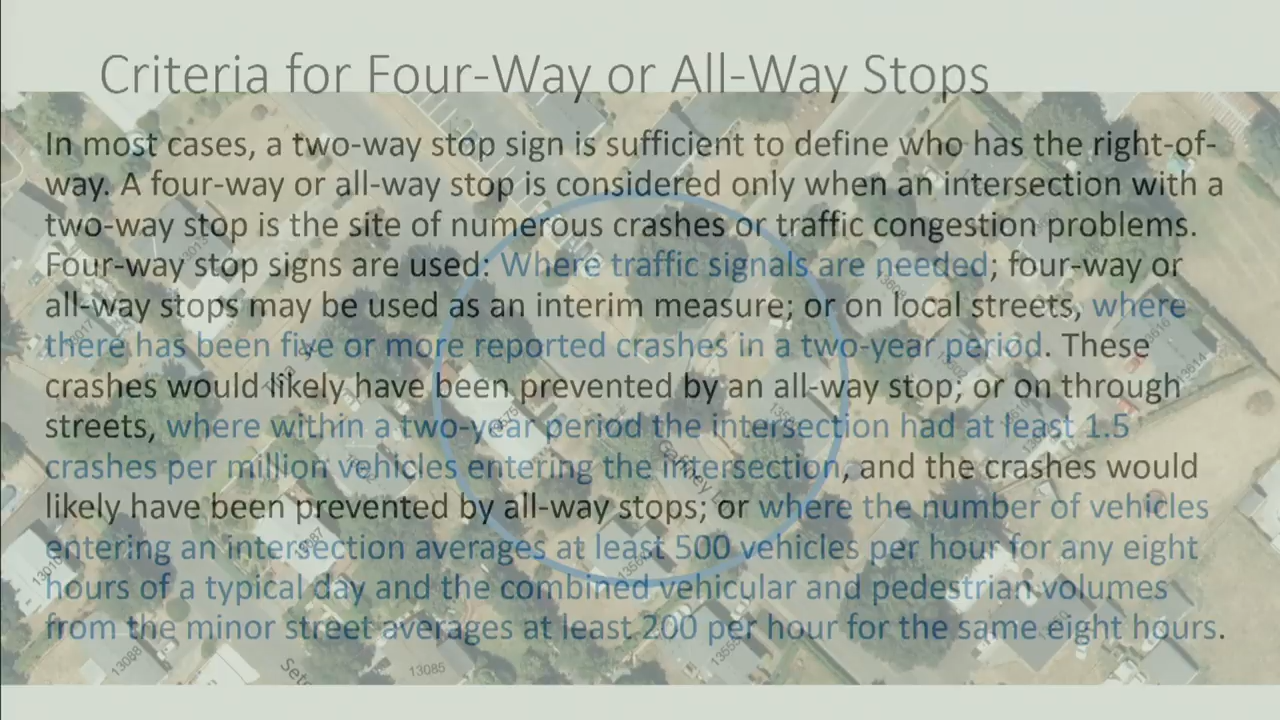 Criteria for Four-Way or All-Way Stops
In most cases, a two-way stop sign is sufficient to define who has the right-of-
way. A four-way or all-way stop is considered only when an intersection with a
two-way stop is the site of numerous crashes or traffic congestion problems.
Four-way stop signs are used: Where traffic signals are needed; four-way or
all-way stops may be used as an interim measure; or on local streets, where
there has been five or more reported crashes in a two-year period. These
crashes would likely have been prevented by an all-way stop; or on through
streets, where within a two-year period the intersection had at least 1.5
crashes per million vehicles entering the intersection, and the crashes would
likely have been prevented by all-way stops; or where the number of vehicles
entering an intersection averages at least 500 vehicles per hour for any eight
hours of a typical day and the combined vehicular and pedestrian volumes
from the minor street averages at least 200 per hour for the same eight hours.
13088
13085